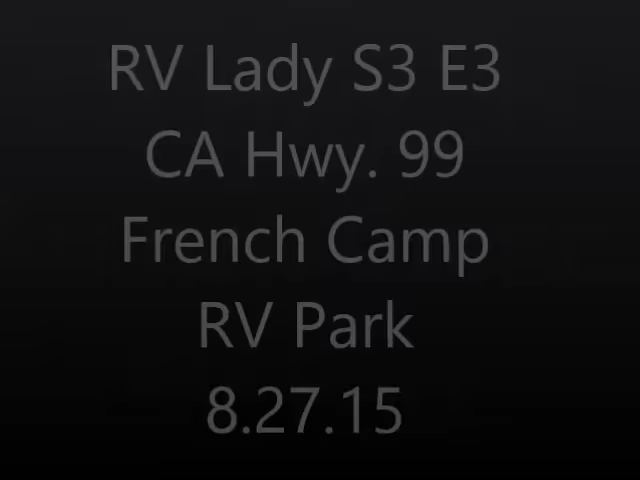 RV Lady S3 E3
CA Hwy. 99
French Camp
RV Park
8.27.15